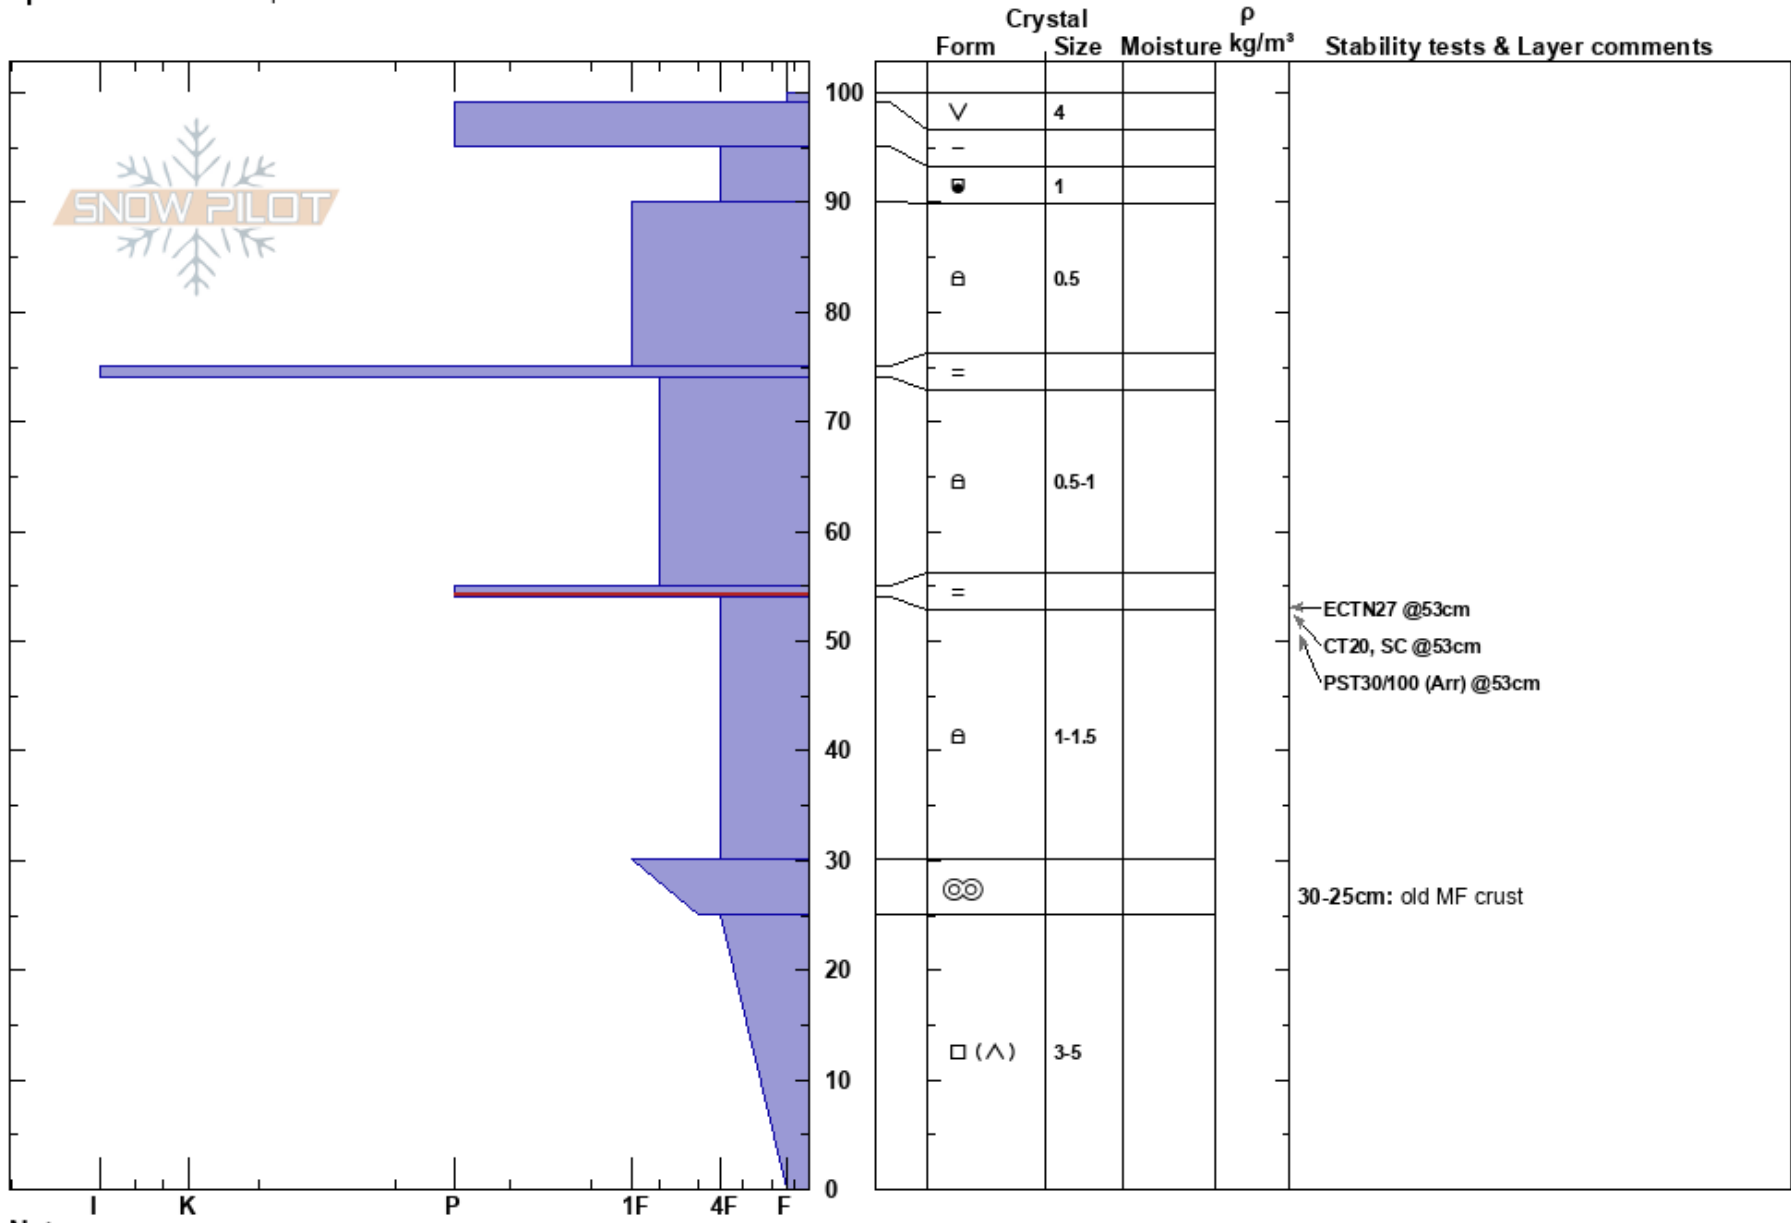 Crystal
ρ
Form Size Moisture kg/m³ Stability tests & Layer comments
SNOW PILOT
100
90
80
70
60
50
40
30
20
10
0
4
1
0.5
0.5-1
1-1.5
3-5
ECTN27 @53cm
CT20, SC @53cm
PST30/100 (Arr) @53cm
30-25cm: old MF crust
I K P 1F 4F F